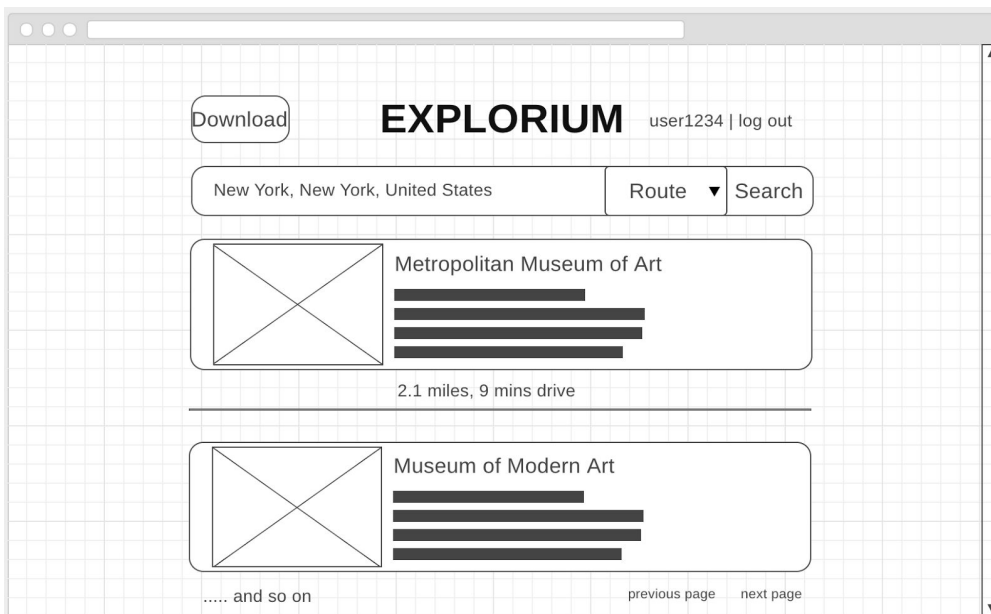 Download
EXPLORIUM
user1234 | log out
New York, New York, United States
Route
Search
Metropolitan Museum of Art
2.1 miles, 9 mins drive
Museum of Modern Art
..... and so on
previous page
next page